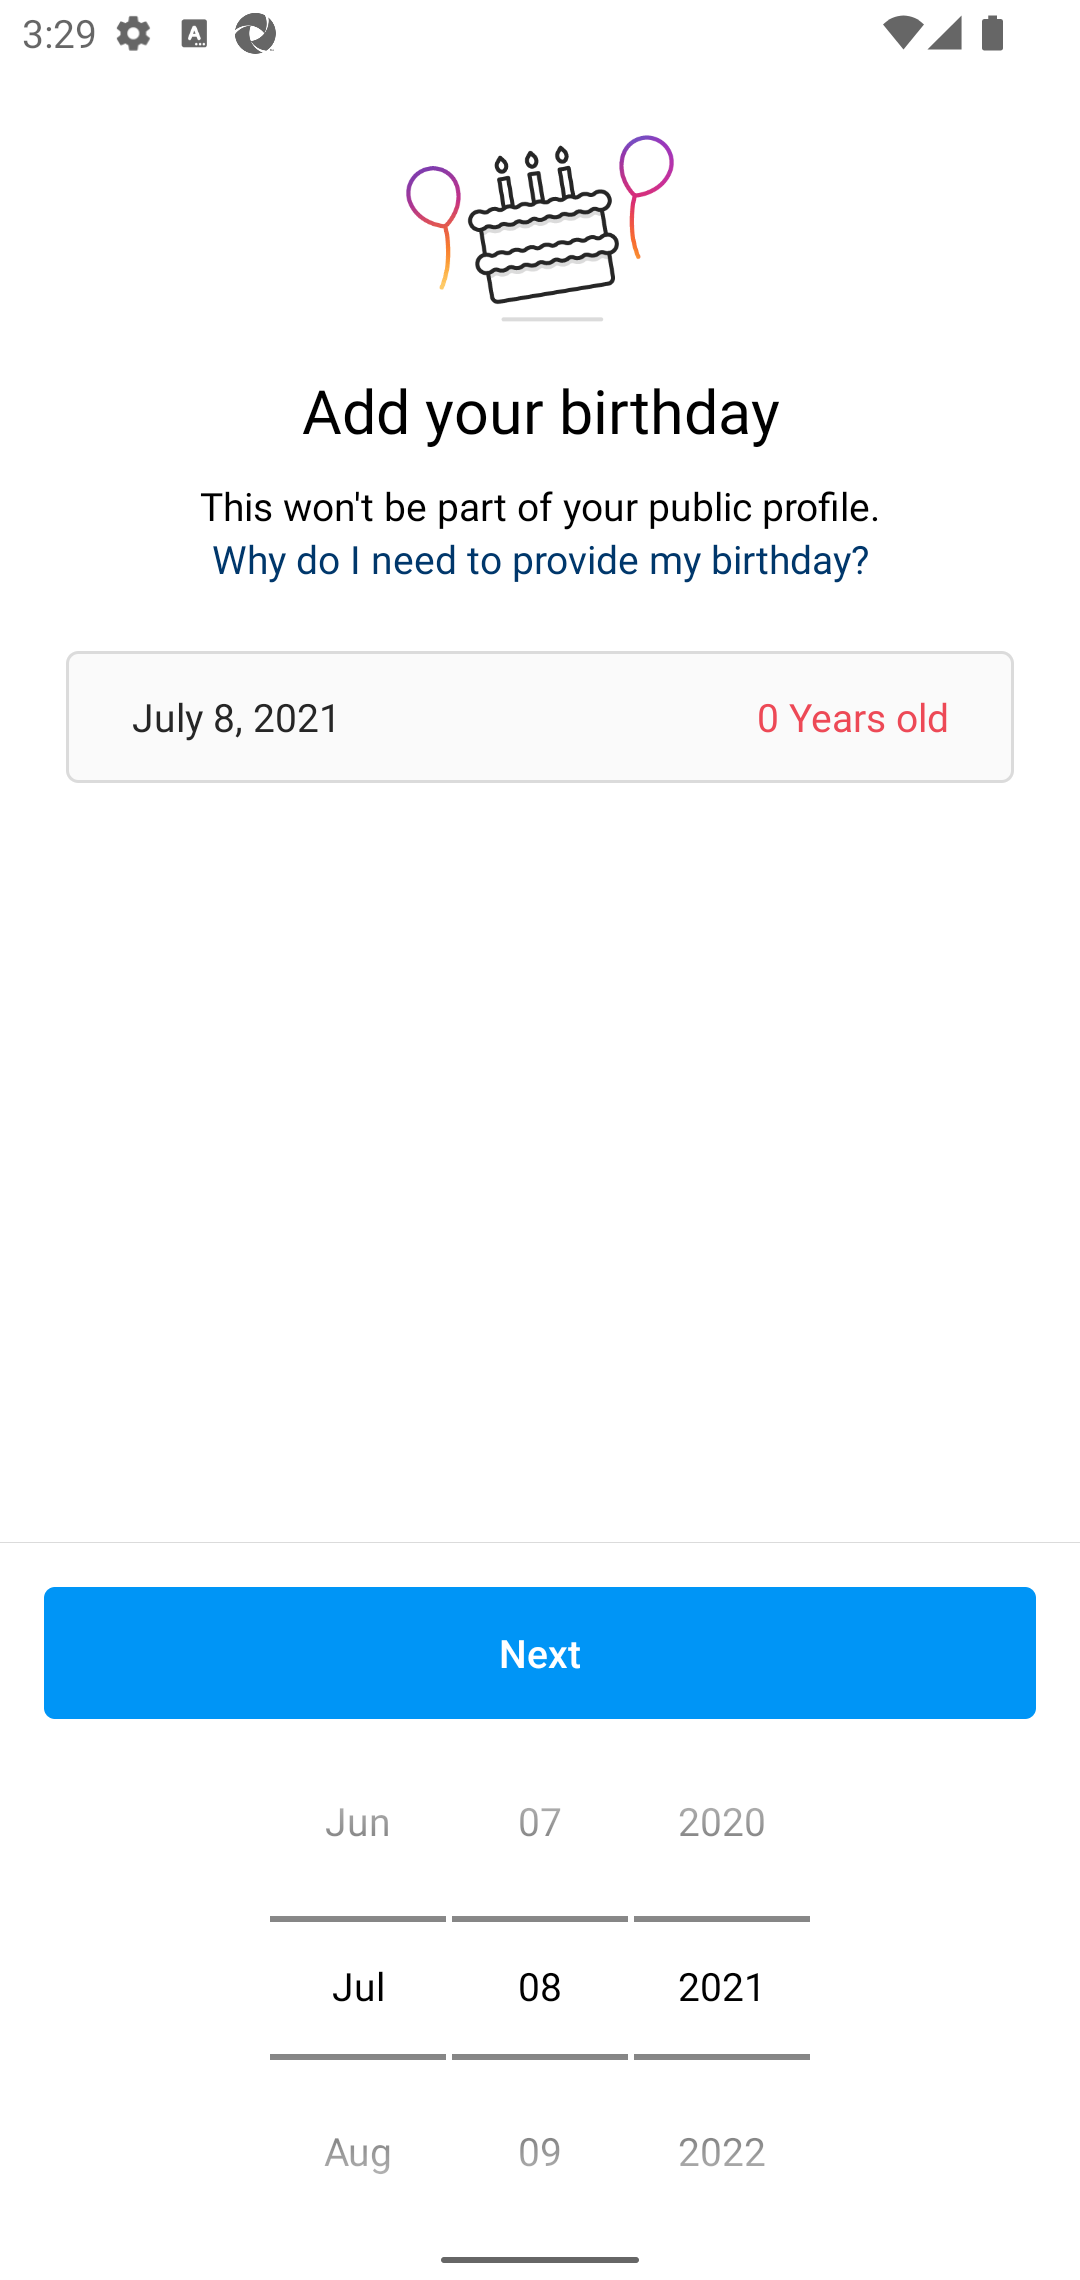 3:29
Add your birthday
This won't be part of your public profile.
Why do I need to provide my birthday?
July 8, 2021 0 Years old
Next
Jun 07 2020
Jul 08 2021
Aug 09 2022